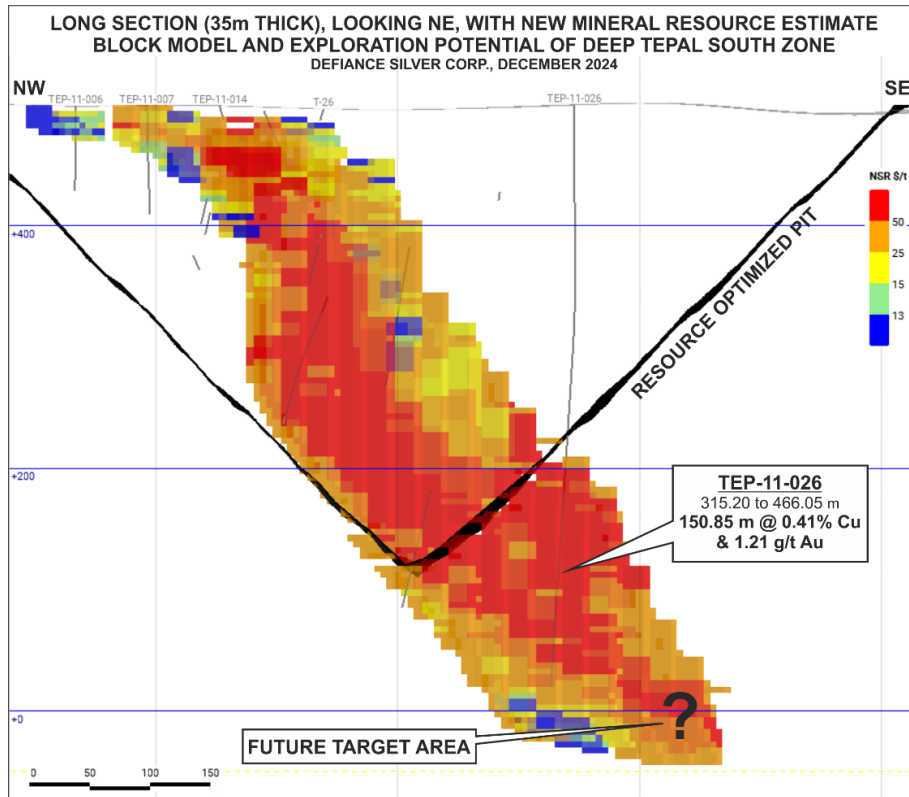 LONG SECTION (35m THICK), LOOKING NE, WITH NEW MINERAL RESOURCE ESTIMATE
BLOCK MODEL AND EXPLORATION POTENTIAL OF DEEP TEPAL SOUTH ZONE
DEFIANCE SILVER CORP., DECEMBER 2024
NW
SE
TEP-11-006
TEP-11-007
TEP-11-014
T-26
TEP-11-026
NSR $/t
50
25
15
13
+400
RESOURCE OPTIMIZED PIT
+200
TEP-11-026
315.20 to 466.05 m
150.85 m @ 0.41% Cu
& 1.21 g/t Au
+0
?
FUTURE TARGET AREA
0 50 100 150